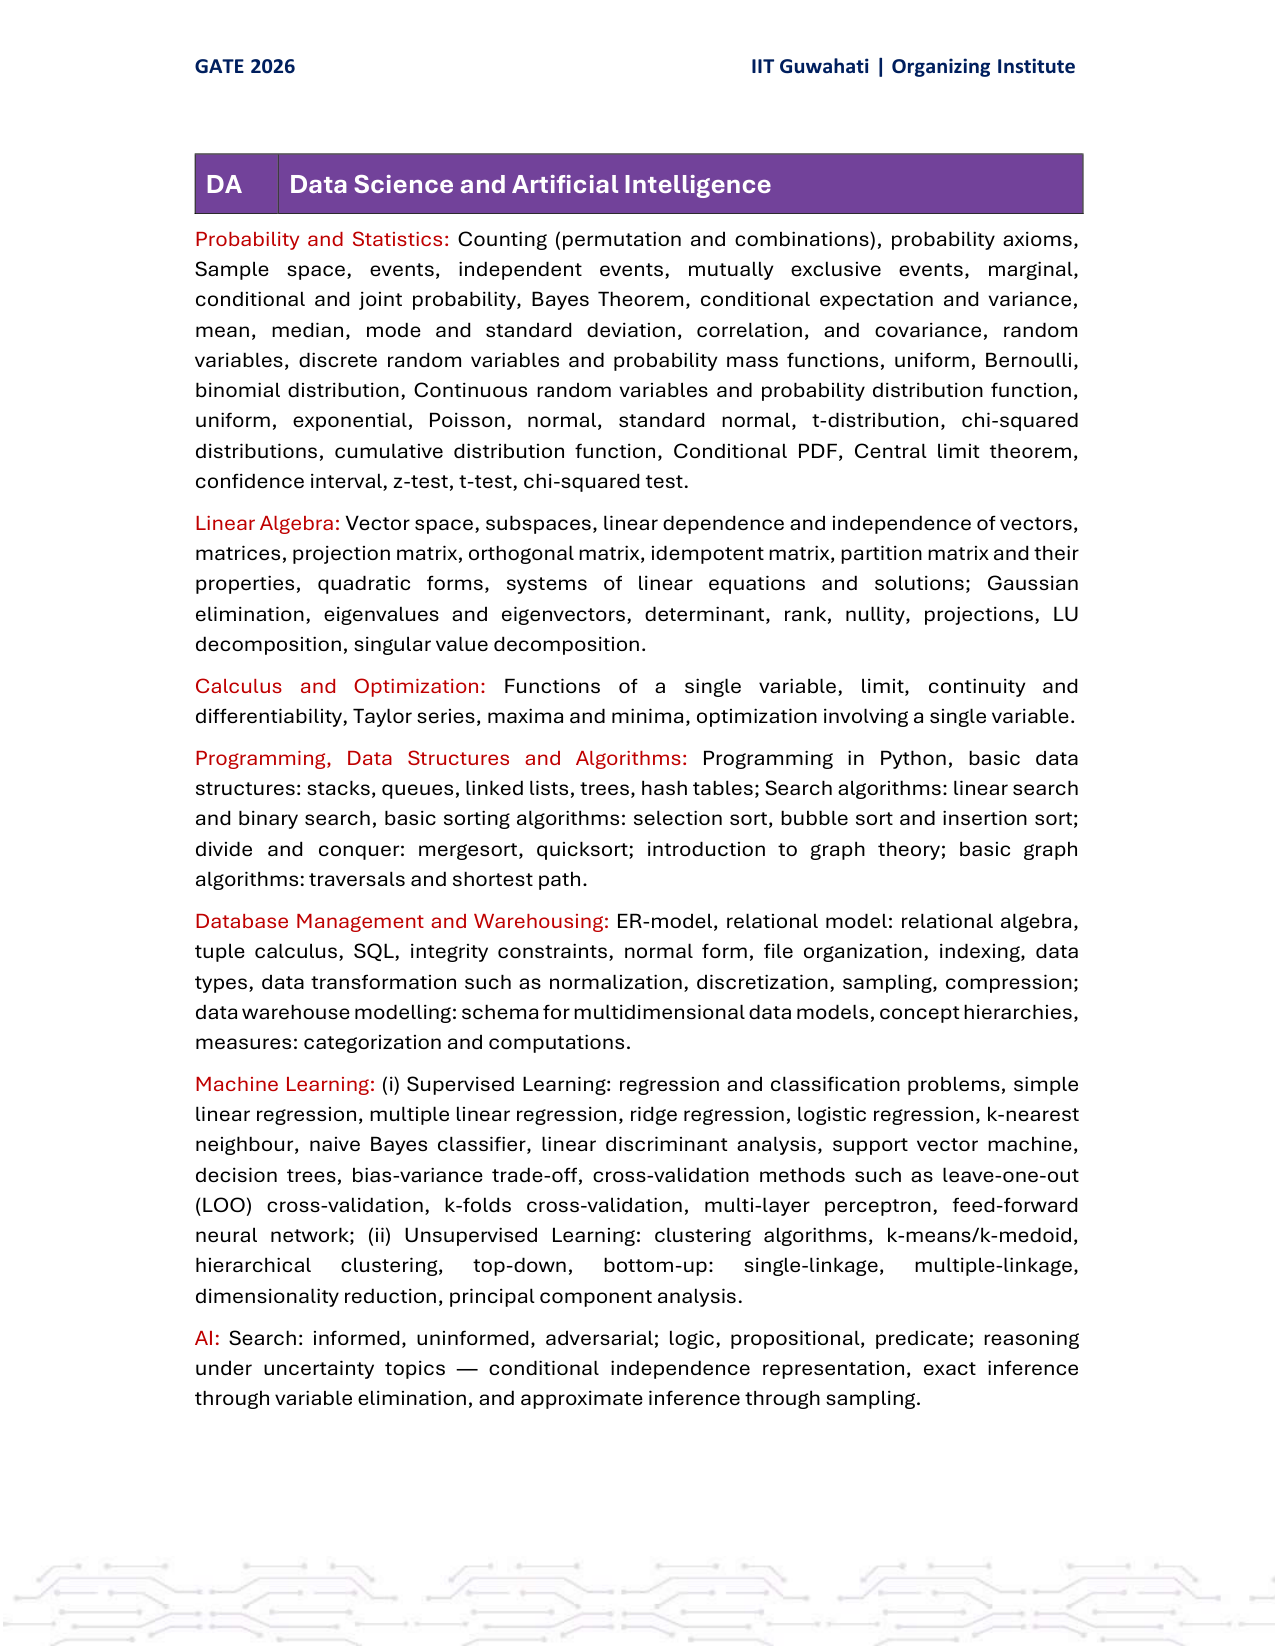 GATE 2026 IIT Guwahati | Organizing Institute
DA Data Science and Artificial Intelligence
Probability and Statistics: Counting (permutation and combinations), probability axioms,
Sample space, events, independent events, mutually exclusive events, marginal,
conditional and joint probability, Bayes Theorem, conditional expectation and variance,
mean, median, mode and standard deviation, correlation, and covariance, random
variables, discrete random variables and probability mass functions, uniform, Bernoulli,
binomial distribution, Continuous random variables and probability distribution function,
uniform, exponential, Poisson, normal, standard normal, t-distribution, chi-squared
distributions, cumulative distribution function, Conditional PDF, Central limit theorem,
confidence interval, z-test, t-test, chi-squared test.
Linear Algebra: Vector space, subspaces, linear dependence and independence of vectors,
matrices, projection matrix, orthogonal matrix, idempotent matrix, partition matrix and their
properties, quadratic forms, systems of linear equations and solutions; Gaussian
elimination, eigenvalues and eigenvectors, determinant, rank, nullity, projections, LU
decomposition, singular value decomposition.
Calculus and Optimization: Functions of a single variable, limit, continuity and
differentiability, Taylor series, maxima and minima, optimization involving a single variable.
Programming, Data Structures and Algorithms: Programming in Python, basic data
structures: stacks, queues, linked lists, trees, hash tables; Search algorithms: linear search
and binary search, basic sorting algorithms: selection sort, bubble sort and insertion sort;
divide and conquer: mergesort, quicksort; introduction to graph theory; basic graph
algorithms: traversals and shortest path.
Database Management and Warehousing: ER-model, relational model: relational algebra,
tuple calculus, SQL, integrity constraints, normal form, file organization, indexing, data
types, data transformation such as normalization, discretization, sampling, compression;
data warehouse modelling: schema for multidimensional data models, concept hierarchies,
measures: categorization and computations.
Machine Learning: (i) Supervised Learning: regression and classification problems, simple
linear regression, multiple linear regression, ridge regression, logistic regression, k-nearest
neighbour, naive Bayes classifier, linear discriminant analysis, support vector machine,
decision trees, bias-variance trade-off, cross-validation methods such as leave-one-out
(LOO) cross-validation, k-folds cross-validation, multi-layer perceptron, feed-forward
neural network; (ii) Unsupervised Learning: clustering algorithms, k-means/k-medoid,
hierarchical clustering, top-down, bottom-up: single-linkage, multiple-linkage,
dimensionality reduction, principal component analysis.
AI: Search: informed, uninformed, adversarial; logic, propositional, predicate; reasoning
under uncertainty topics — conditional independence representation, exact inference
through variable elimination, and approximate inference through sampling.